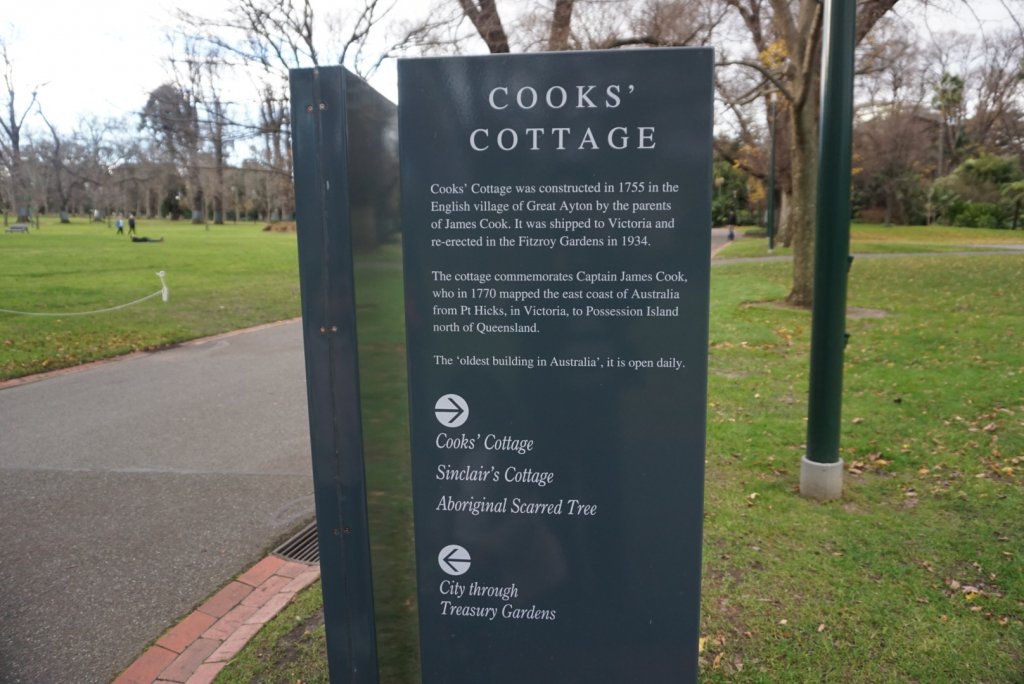 COOKS’
COTTAGE
Cooks’ Cottage was constructed in 1755 in the
English village of Great Ayton by the parents
of James Cook. It was shipped to Victoria and
re-erected in the Fitzroy Gardens in 1934.
The cottage commemorates Captain James Cook,
who in 1770 mapped the east coast of Australia
from Pt Hicks, in Victoria, to Possession Island
north of Queensland.
The ‘oldest building in Australia’, it is open daily.
Cooks’ Cottage
Sinclair’s Cottage
Aboriginal Scarred Tree
City through
Treasury Gardens